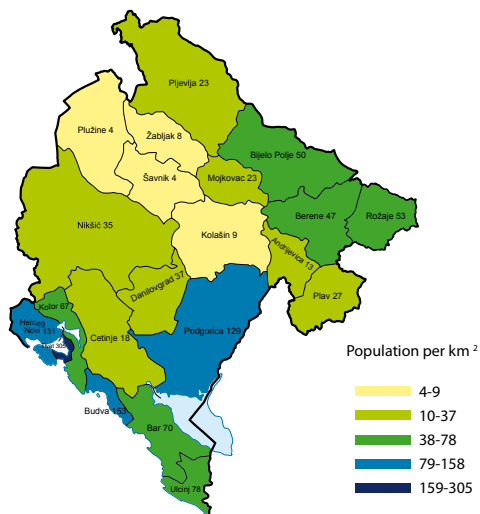 Pljevlja 23
Plužine 4
Žabljak 8
Bijelo Polje 50
Šavnik 4
Mojkovac 23
Nikšić 35
Kolašin 9
Berene 47
Rožaje 53
Andrijevica 13
Danilovgrad 37
Plav 27
Kotor 67
Herceg
Novi 131
Podgorica 129
Cetinje 18
305
Budva 153
Bar 70
Ulcinj 78
Population per km 2
4-9
10-37
38-78
79-158
159-305